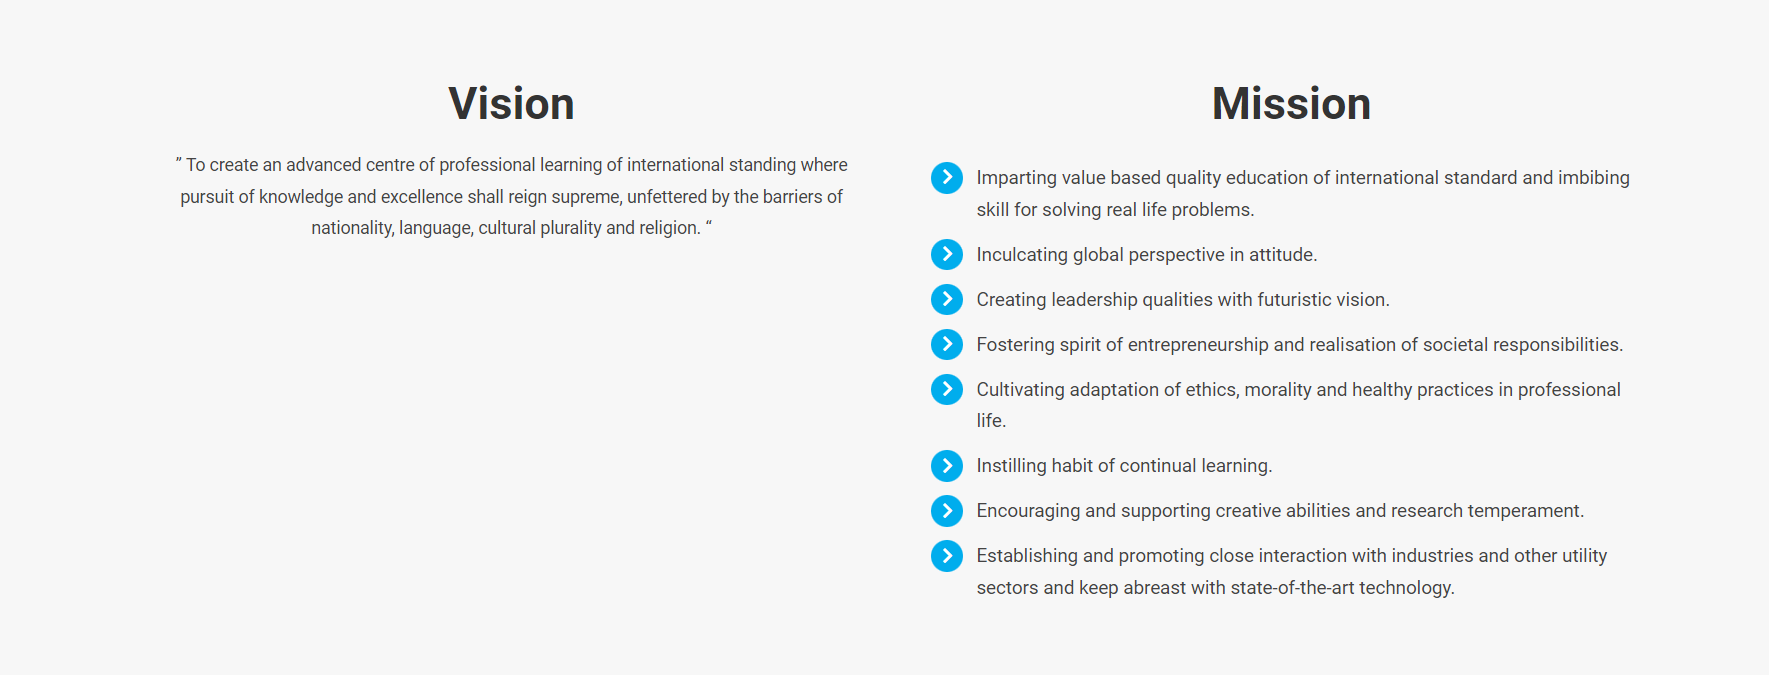 Vision
” To create an advanced centre of professional learning of international standing where
pursuit of knowledge and excellence shall reign supreme, unfettered by the barriers of
nationality, language, cultural plurality and religion. “
Mission
Imparting value based quality education of international standard and imbibing
skill for solving real life problems.
Inculcating global perspective in attitude.
Creating leadership qualities with futuristic vision.
Fostering spirit of entrepreneurship and realisation of societal responsibilities.
Cultivating adaptation of ethics, morality and healthy practices in professional
life.
Instilling habit of continual learning.
Encouraging and supporting creative abilities and research temperament.
Establishing and promoting close interaction with industries and other utility
sectors and keep abreast with state-of-the-art technology.